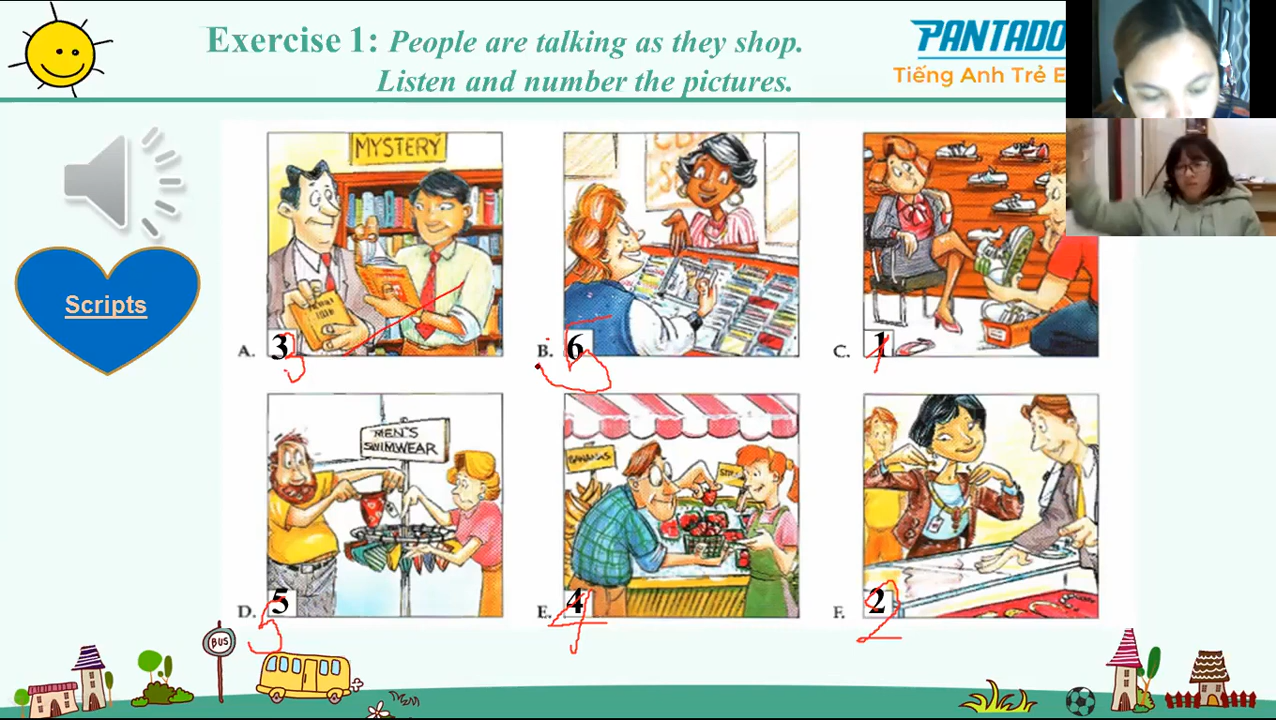 Exercise 1: People are talking as they shop.
Listen and number the pictures.
PANTADO
Tiếng Anh Trẻ E
Scripts
MYSTERY
A. 3
B. 6
C. 1
MEN'S
SWIMWEAR
BANANAS
D. 5
E. 4
F. 2
BUS